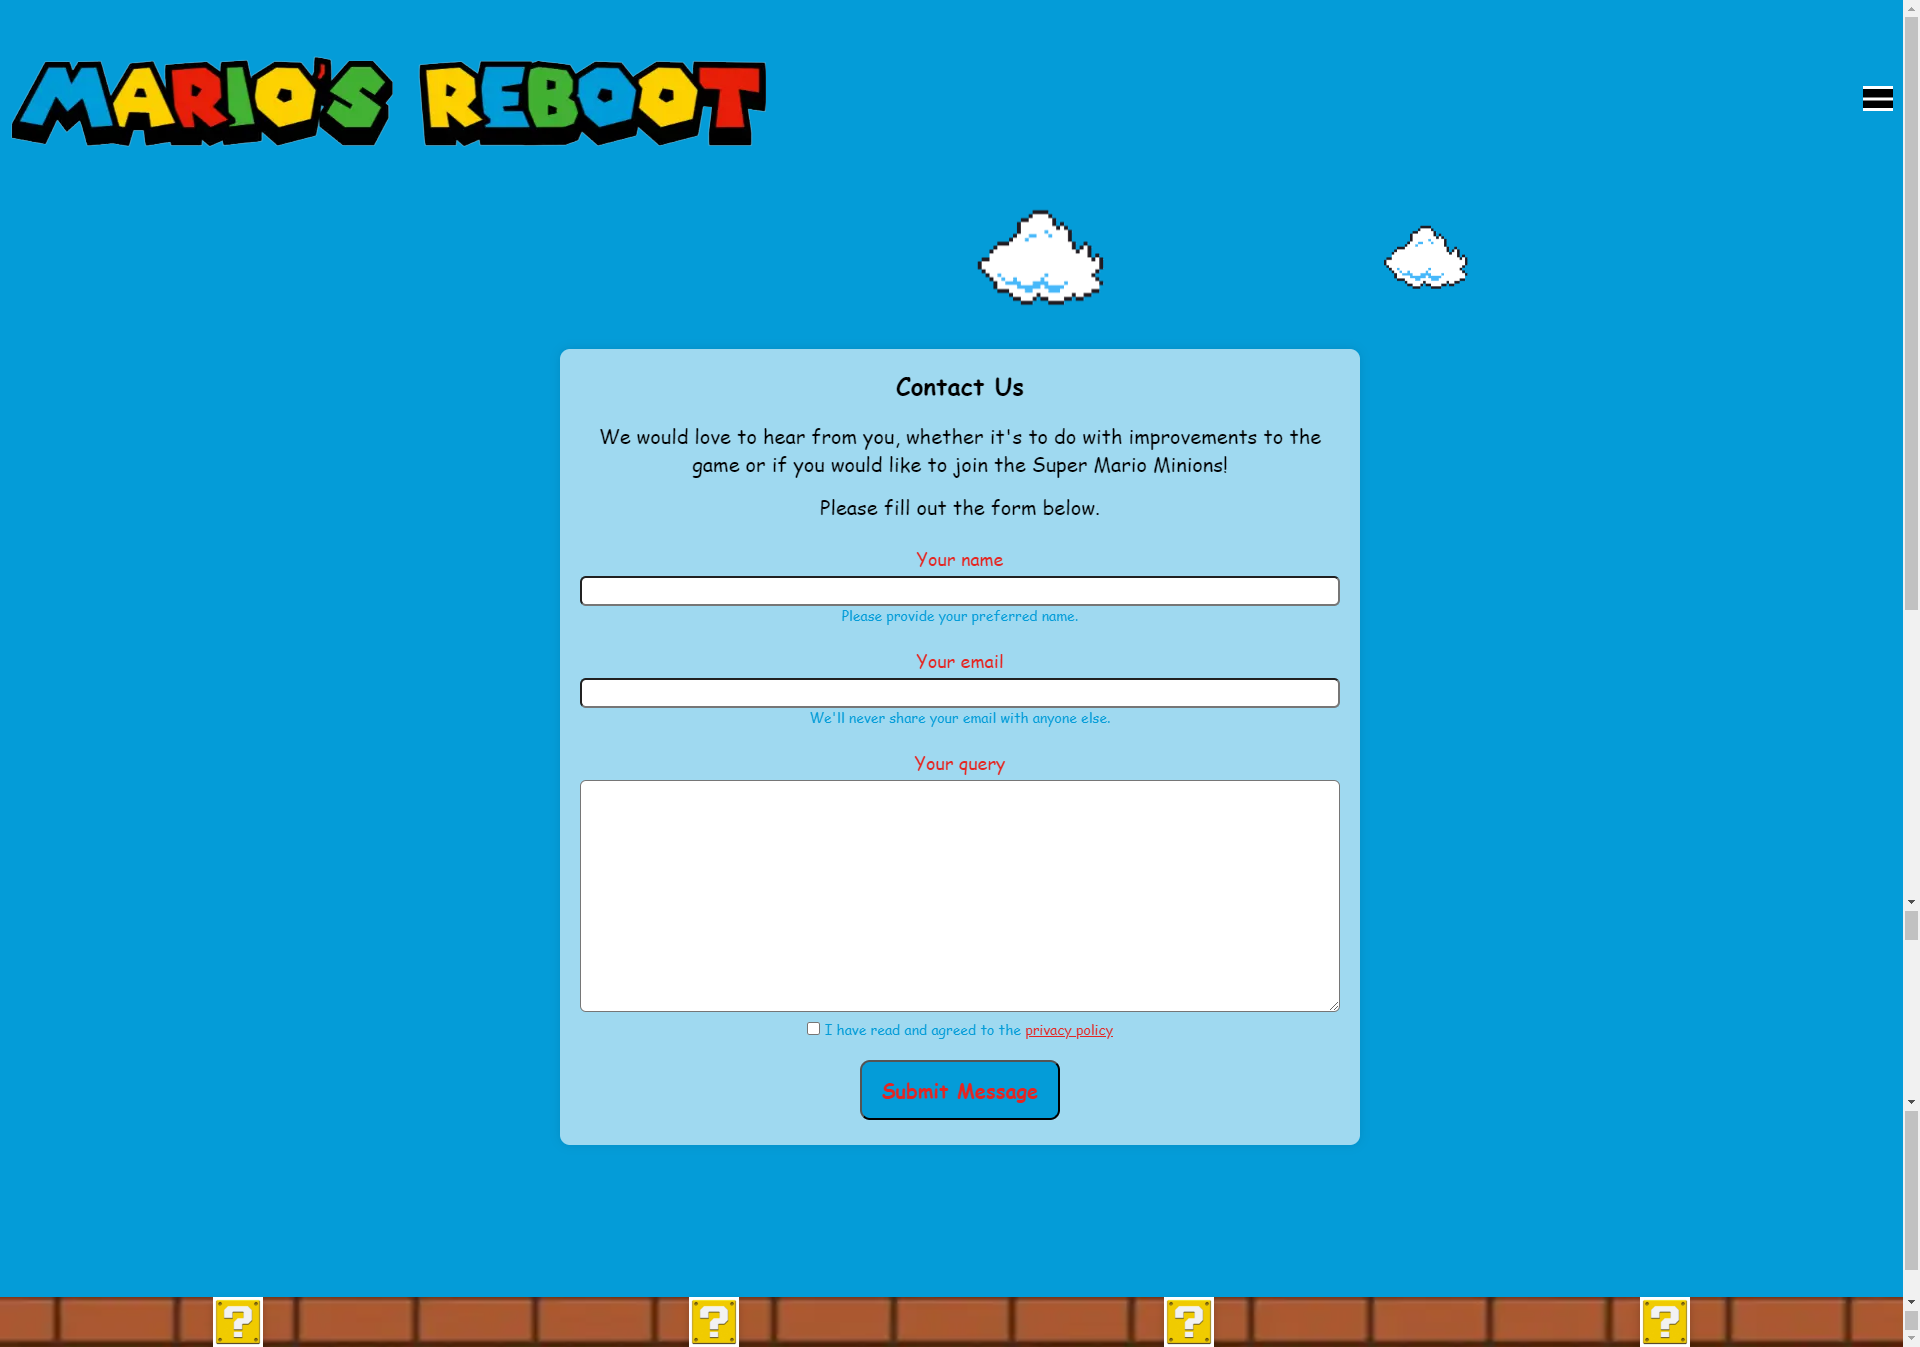 MARIO'S REBOOT
Contact Us
We would love to hear from you, whether it's to do with improvements to the
game or if you would like to join the Super Mario Minions!
Please fill out the form below.
Your name
Please provide your preferred name.
Your email
We'll never share your email with anyone else.
Your query
I have read and agreed to the privacy policy
Submit Message
? ? ? ?